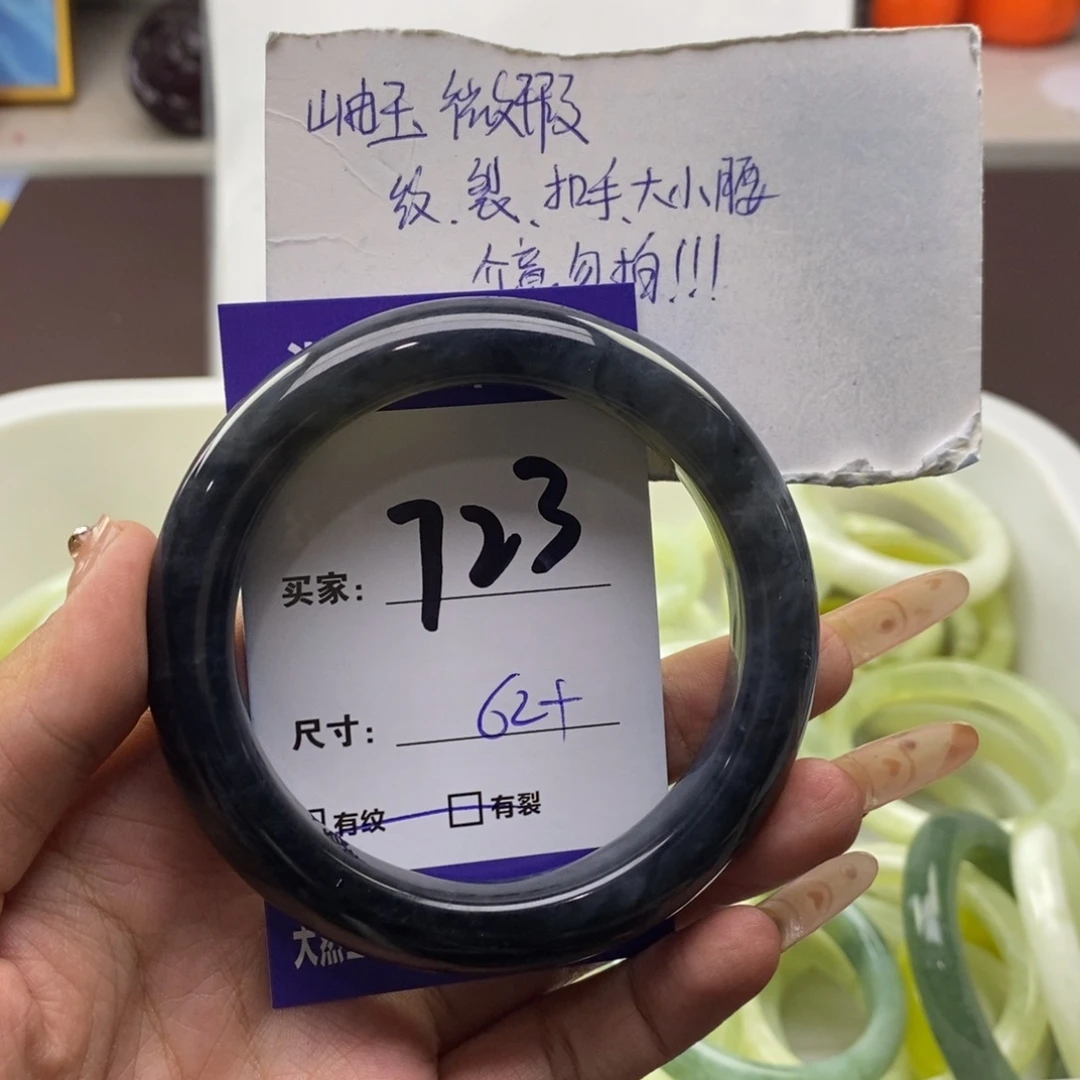 岫玉微瑕
纹、裂、扣手、大小腰
介意勿拍!!!
买家: 723
尺寸: 62+
有纹 有裂